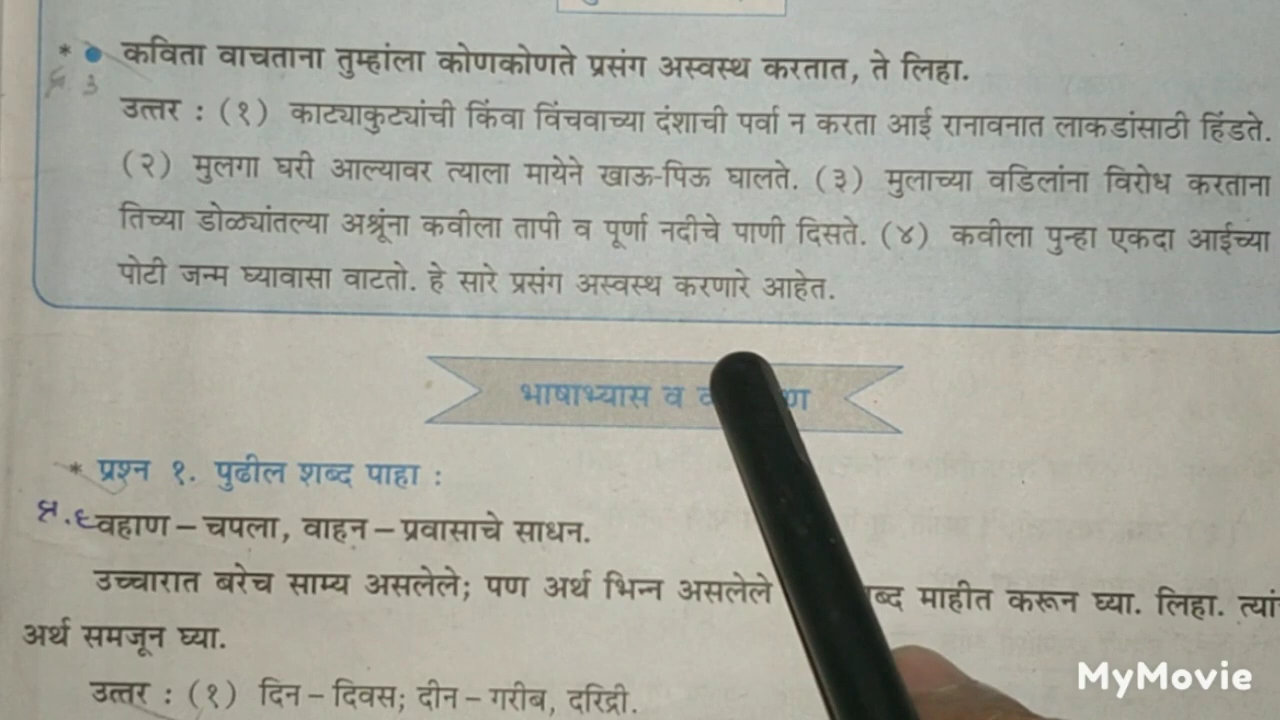 * • कविता वाचताना तुम्हांला कोणकोणते प्रसंग अस्वस्थ करतात, ते लिहा.
उत्तर : (१) काट्याकुट्यांची किंवा विंचवाच्या दंशाची पर्वा न करता आई रानावनात लाकडांसाठी हिंडते.
(२) मुलगा घरी आल्यावर त्याला मायेने खाऊ-पिऊ घालते. (३) मुलाच्या वडिलांना विरोध करताना
तिच्या डोळ्यांतल्या अश्रूंना कवीला तापी व पूर्णा नदीचे पाणी दिसते. (४) कवीला पुन्हा एकदा आईच्या
पोटी जन्म घ्यावासा वाटतो. हे सारे प्रसंग अस्वस्थ करणारे आहेत.
भाषाभ्यास व
* प्रश्न १. पुढील शब्द पाहा :
वहाण – चपला, वाहन – प्रवासाचे साधन.
उच्चारात बरेच साम्य असलेले; पण अर्थ भिन्न असलेले माहीत करून घ्या. लिहा. त्यां
अर्थ समजून घ्या.
उत्तर : (१) दिन – दिवस; दीन – गरीब, दरिद्री.
MyMovie